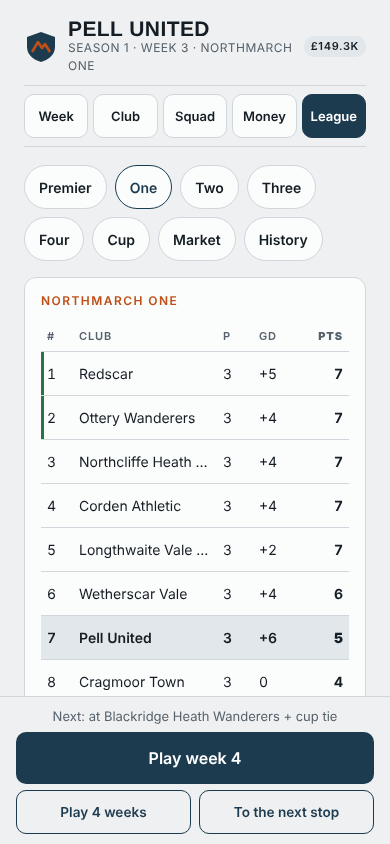 PELL UNITED
SEASON 1 · WEEK 3 · NORTHMARCH
ONE
£149.3K
Week Club Squad Money League
Premier One Two Three
Four Cup Market History
NORTHMARCH ONE
# CLUB P GD PTS
1 Redscar 3 +5 7
2 Ottery Wanderers 3 +4 7
3 Northcliffe Heath ... 3 +4 7
4 Corden Athletic 3 +4 7
5 Longthwaite Vale ... 3 +2 7
6 Wetherscar Vale 3 +4 6
7 Pell United 3 +6 5
8 Cragmoor Town 3 0 4
Next: at Blackridge Heath Wanderers + cup tie
Play week 4
Play 4 weeks To the next stop